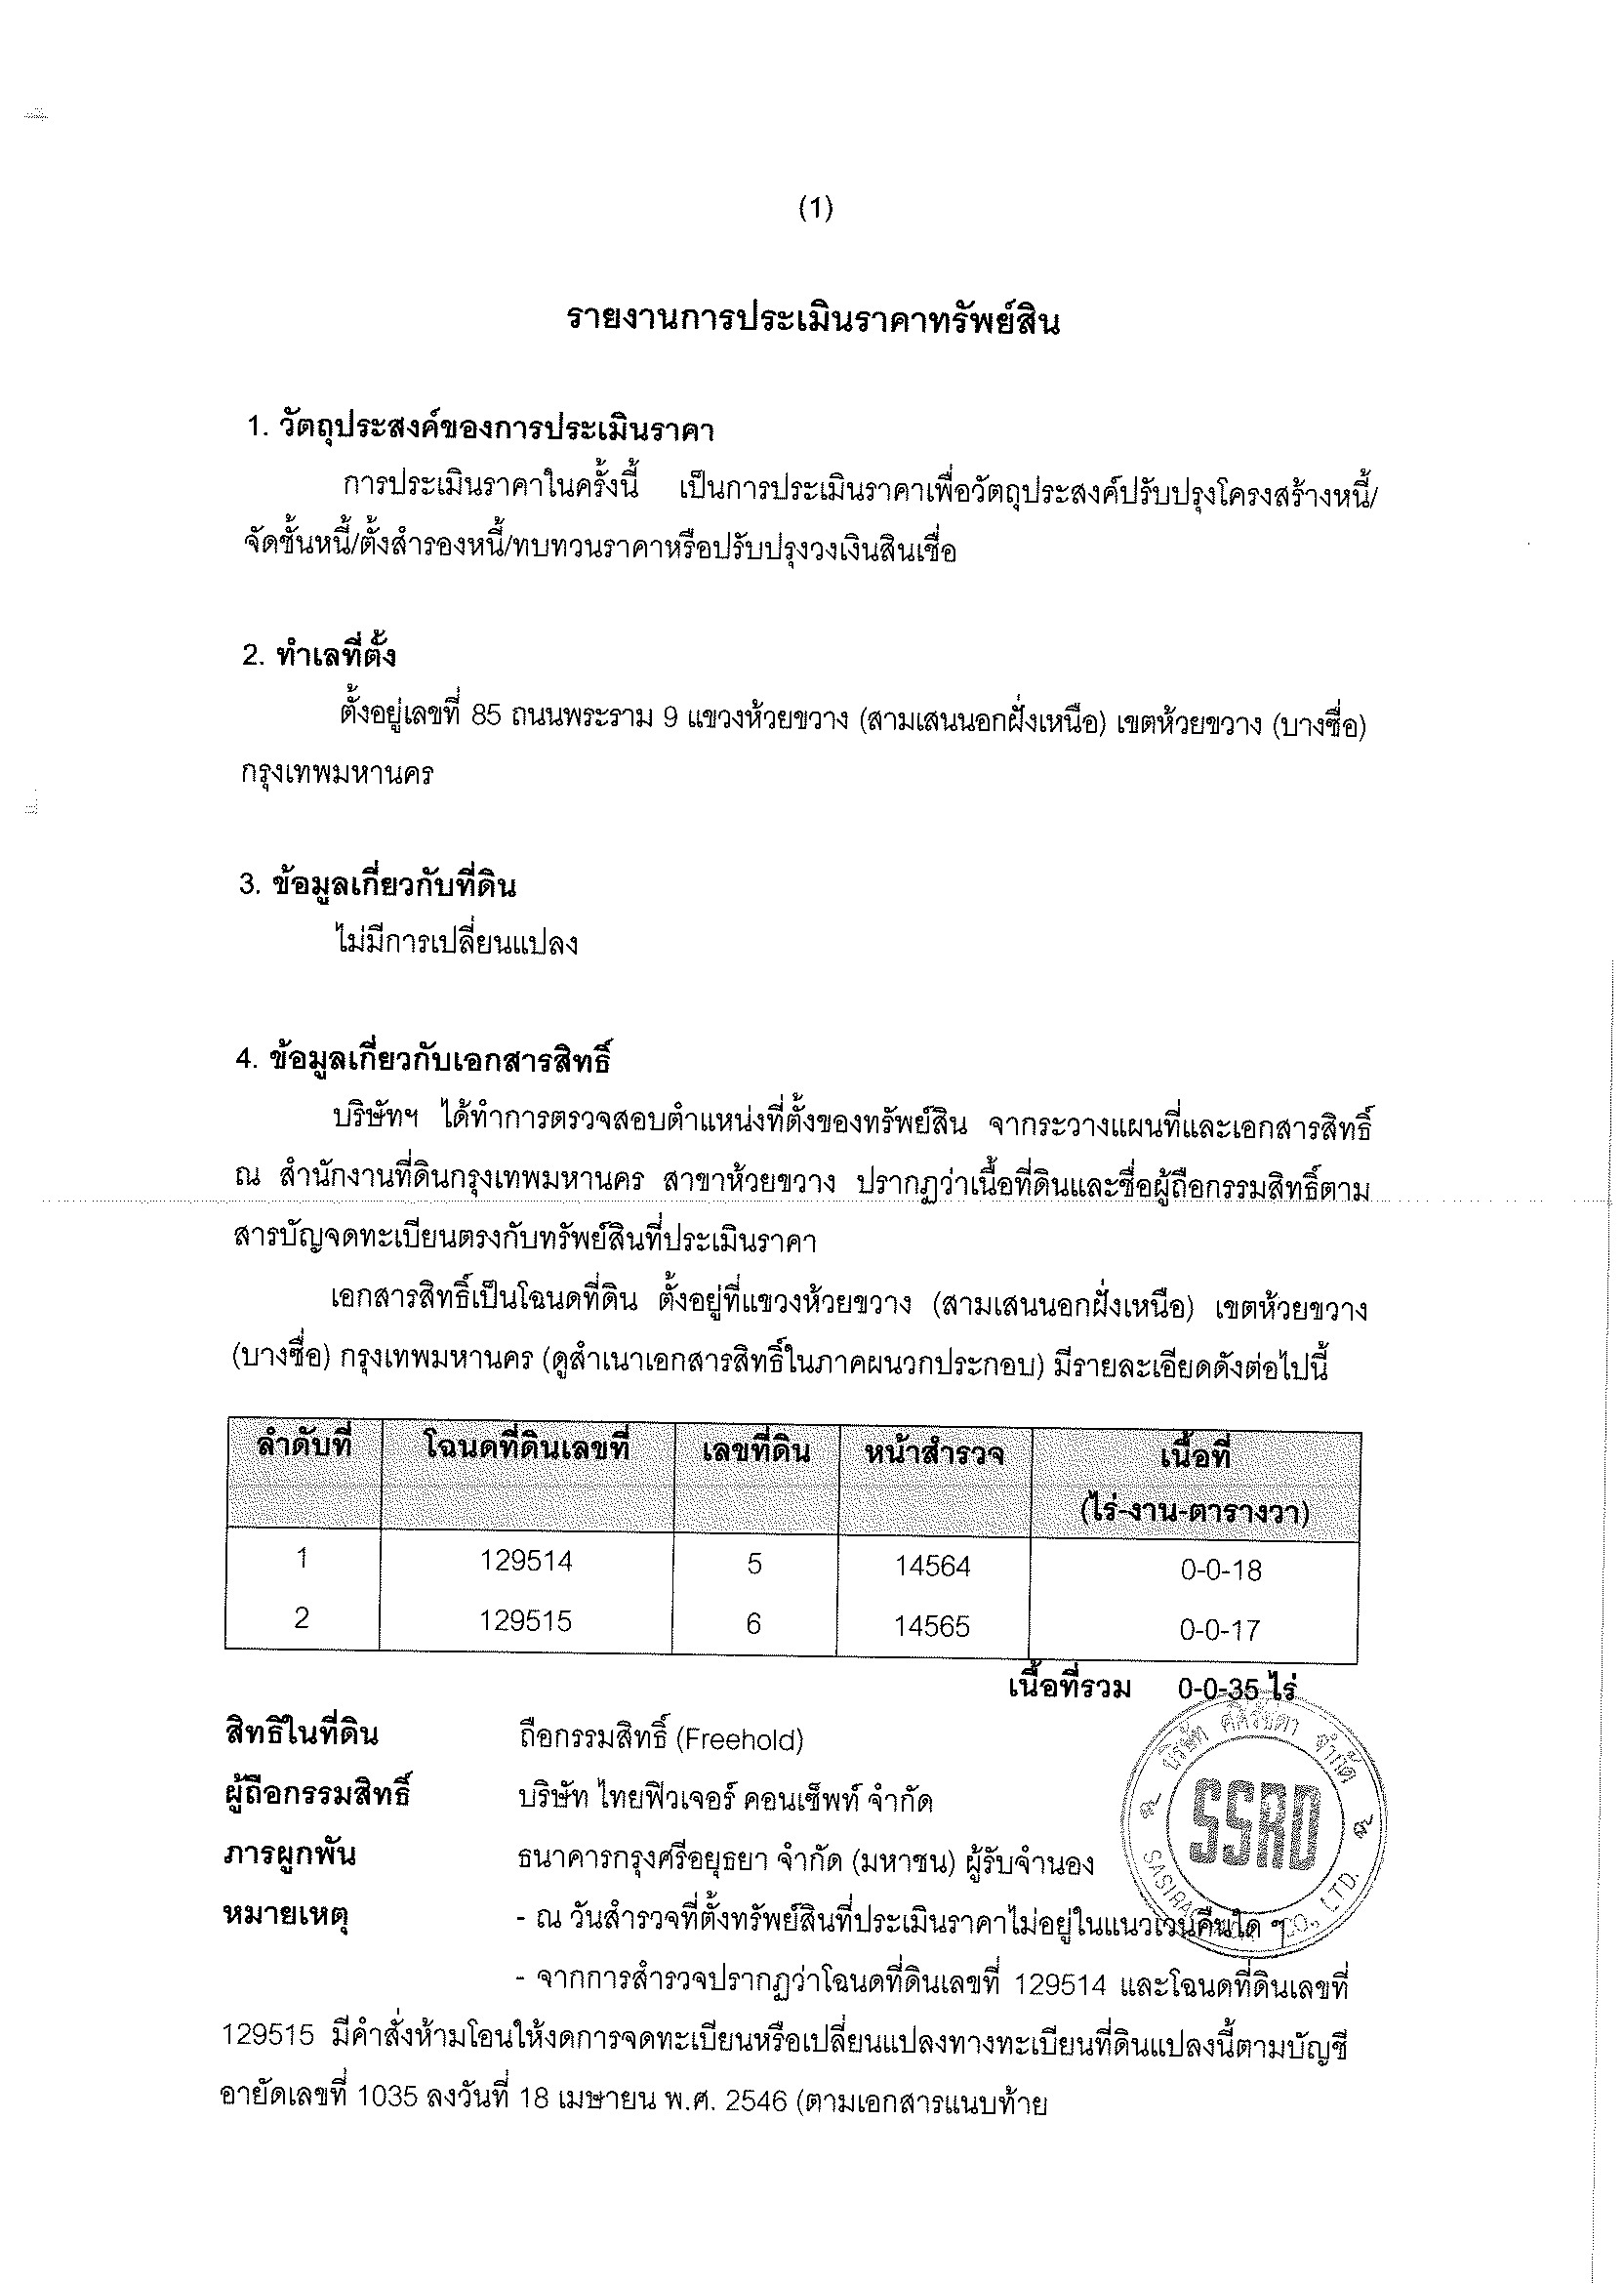 (1)
รายงานการประเมินราคาทรัพย์สิน
1. วัตถุประสงค์ของการประเมินราคา
การประเมินราคาในครั้งนี้ เป็นการประเมินราคาเพื่อวัตถุประสงค์ปรับปรุงโครงสร้างหนี้/
จัดชั้นหนี้/ตั้งสำรองหนี้/ทบทวนราคาหรือปรับปรุงวงเงินสินเชื่อ
2. ทำเลที่ตั้ง
ตั้งอยู่เลขที่ 85 ถนนพระราม 9 แขวงห้วยขวาง (สามเสนนอกฝั่งเหนือ) เขตห้วยขวาง (บางซื่อ)
กรุงเทพมหานคร
3. ข้อมูลเกี่ยวกับที่ดิน
ไม่มีการเปลี่ยนแปลง
4. ข้อมูลเกี่ยวกับเอกสารสิทธิ์
บริษัทฯ ได้ทำการตรวจสอบตำแหน่งที่ตั้งของทรัพย์สิน จากระวางแผนที่และเอกสารสิทธิ์
ณ สำนักงานที่ดินกรุงเทพมหานคร สาขาห้วยขวาง ปรากฏว่าเนื้อที่ดินและชื่อผู้ถือกรรมสิทธิ์ตาม
สารบัญจดทะเบียนตรงกับทรัพย์สินที่ประเมินราคา
เอกสารสิทธิ์เป็นโฉนดที่ดิน ตั้งอยู่ที่แขวงห้วยขวาง (สามเสนนอกฝั่งเหนือ) เขตห้วยขวาง
(บางซื่อ) กรุงเทพมหานคร (ดูสำเนาเอกสารสิทธิ์ในภาคผนวกประกอบ) มีรายละเอียดดังต่อไปนี้
ลำดับที่ โฉนดที่ดินเลขที่ เลขที่ดิน หน้าสำรวจ เนื้อที่
(ไร่-งาน-ตารางวา)
1 129514 5 14564 0-0-18
2 129515 6 14565 0-0-17
เนื้อที่รวม 0-0-35 ไร่
สิทธิในที่ดิน ถือกรรมสิทธิ์ (Freehold)
ผู้ถือกรรมสิทธิ์ บริษัท ไทยฟิวเจอร์ คอนเซ็พท์ จำกัด
ภาระผูกพัน ธนาคารกรุงศรีอยุธยา จำกัด (มหาชน) ผู้รับจำนอง
หมายเหตุ - ณ วันสำรวจที่ตั้งทรัพย์สินที่ประเมินราคาไม่อยู่ในแนวเวนคืนใด ๆ
- จากการสำรวจปรากฏว่าโฉนดที่ดินเลขที่ 129514 และโฉนดที่ดินเลขที่
129515 มีคำสั่งห้ามโอนให้งดการจดทะเบียนหรือเปลี่ยนแปลงทางทะเบียนที่ดินแปลงนี้ตามบัญชี
อายัดเลขที่ 1035 ลงวันที่ 18 เมษายน พ.ศ. 2546 (ตามเอกสารแนบท้าย
บริษัท ศศิรัชดา จำกัด
SSRD
CO., LTD.